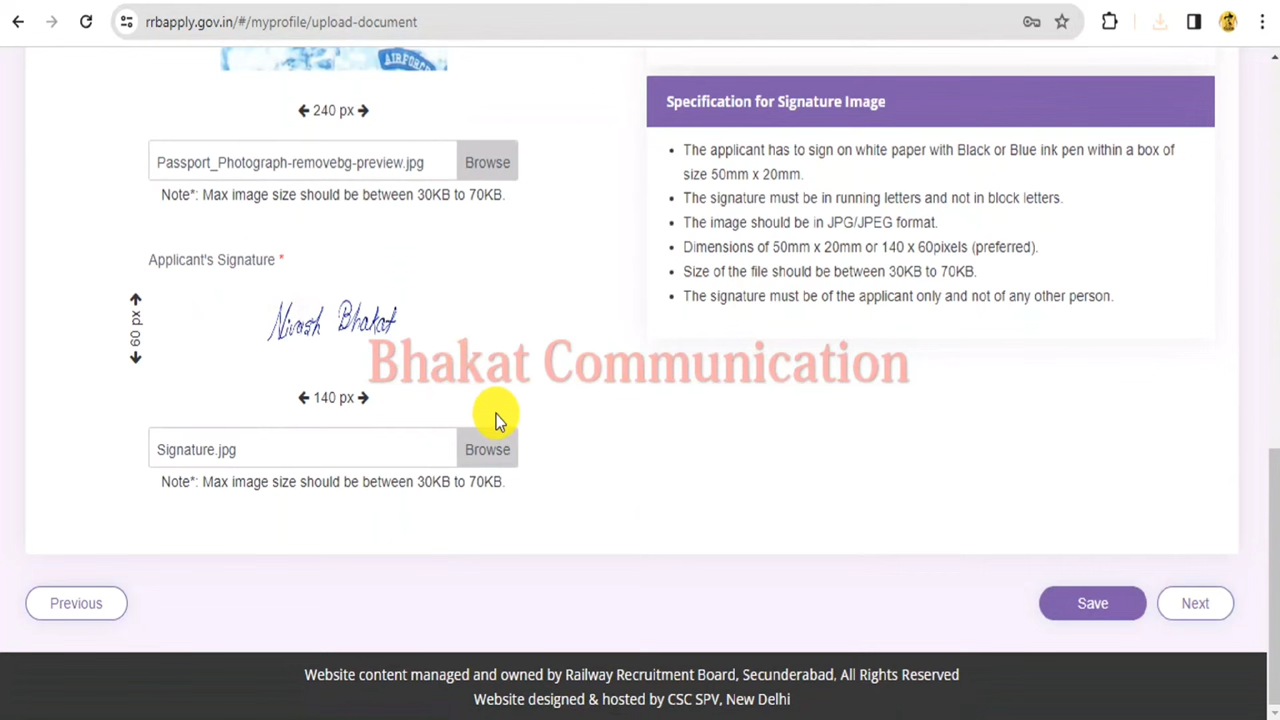 rrbapply.gov.in/#/myprofile/upload-document
AIRFORCE
240 px
Passport_Photograph-removebg-preview.jpg
Browse
Note*: Max image size should be between 30KB to 70KB.
Applicant's Signature *
60 px
Nivash Bhakat
140 px
Signature.jpg
Browse
Note*: Max image size should be between 30KB to 70KB.
Specification for Signature Image
• The applicant has to sign on white paper with Black or Blue ink pen within a box of
size 50mm x 20mm.
• The signature must be in running letters and not in block letters.
• The image should be in JPG/JPEG format.
• Dimensions of 50mm x 20mm or 140 x 60pixels (preferred).
• Size of the file should be between 30KB to 70KB.
• The signature must be of the applicant only and not of any other person.
Bhakat Communication
Previous
Save
Next
Website content managed and owned by Railway Recruitment Board, Secunderabad, All Rights Reserved
Website designed & hosted by CSC SPV, New Delhi